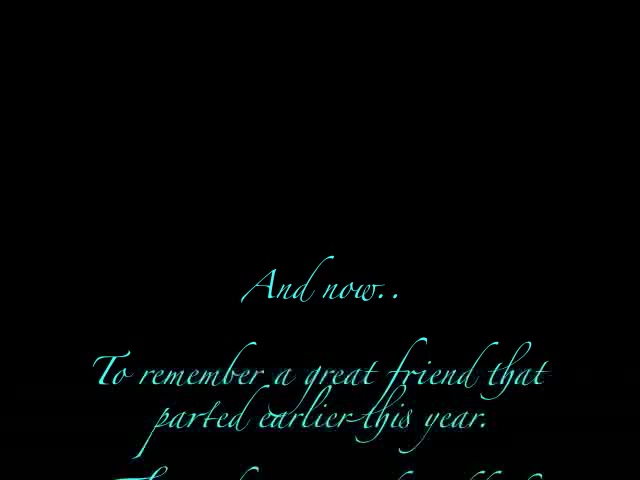 And now..
To remember a great friend that
parted earlier this year.